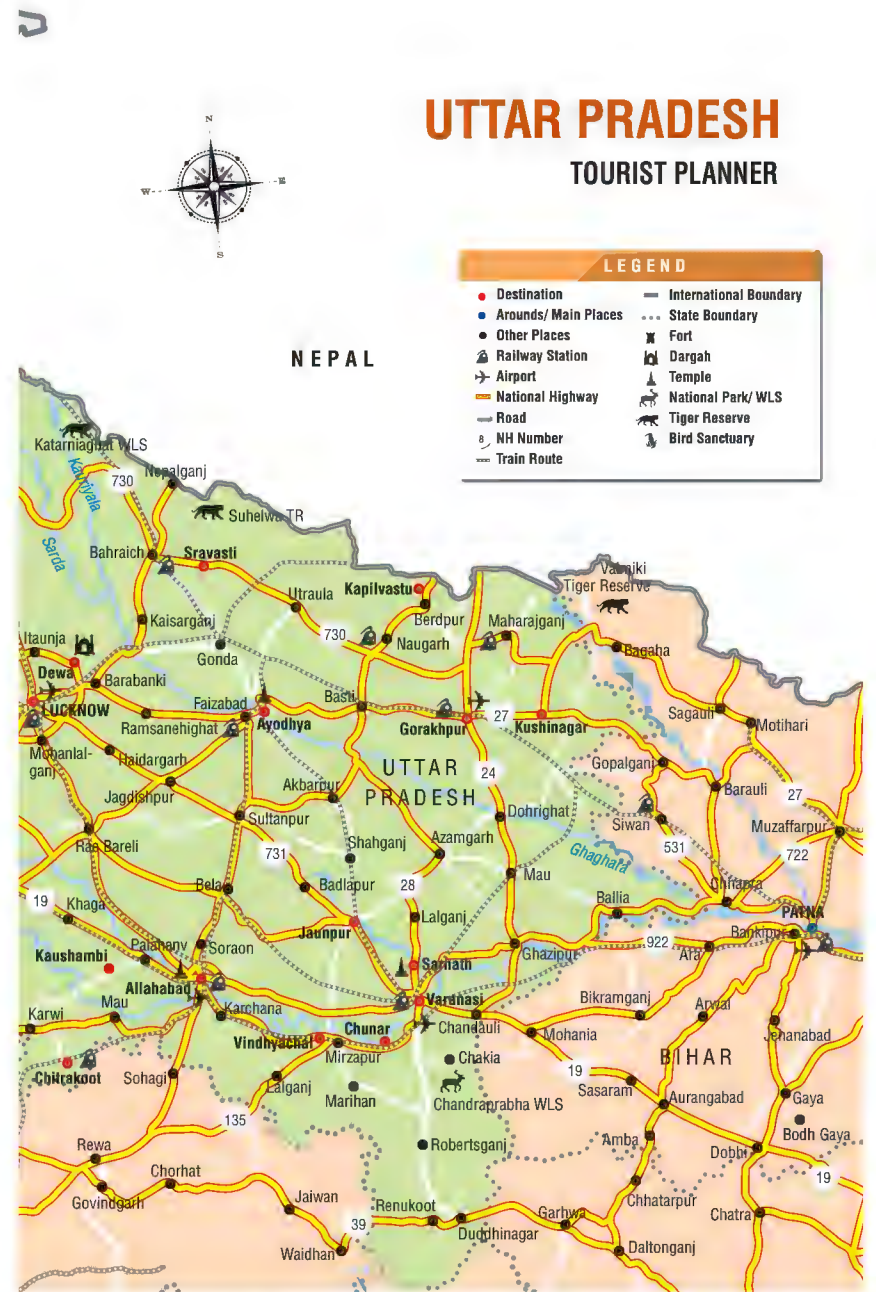 UTTAR PRADESH
TOURIST PLANNER
N
W
E
S
LEGEND
Destination
Arounds/ Main Places
Other Places
Railway Station
Airport
National Highway
Road
8
NH Number
Train Route
International Boundary
State Boundary
Fort
Dargah
Temple
National Park/ WLS
Tiger Reserve
Bird Sanctuary
NEPAL
Katarniaghat WLS
Kauriyala
730
Nepalganj
Suhelwa TR
Sarda
Bahraich
Sravasti
Kapilvastu
Valmiki
Tiger Reserve
Utraula
Berdpur
Kaisarganj
730
Naugarh
Maharajganj
Itaunja
Gonda
Bagaha
Dewa
Barabanki
LUCKNOW
Faizabad
Basti
Ramsanehighat
Ayodhya
Gorakhpur
27
Kushinagar
Sagauli
Motihari
Mohanlal-
ganj
Haidargarh
UTTAR
PRADESH
24
Gopalganj
Jagdishpur
Akbarpur
Barauli
27
Sultanpur
Dohrighat
Siwan
Muzaffarpur
Rae Bareli
731
Shahganj
Azamgarh
Ghaghara
531
722
Bela
Badlapur
28
Mau
Chhapra
19
Khaga
Lalganj
Ballia
PATNA
Jaunpur
Bankipur
Soraon
Ghazipur
922
Ara
Kaushambi
Sarnath
Allahabad
Varanasi
Bikramganj
Arwal
Karwi
Mau
Karchana
Chunar
Chandauli
Mohania
Jehanabad
Vindhyachal
Mirzapur
Chakia
BIHAR
Chitrakoot
Sohagi
Lalganj
Marihan
Chandraprabha WLS
19
Sasaram
Aurangabad
Gaya
135
Bodh Gaya
Rewa
Robertsganj
Amba
Dobhi
Chorhat
19
Govindgarh
Jaiwan
Renukoot
Chhatarpur
39
Garhwa
Chatra
Duddhinagar
Waidhan
Daltonganj